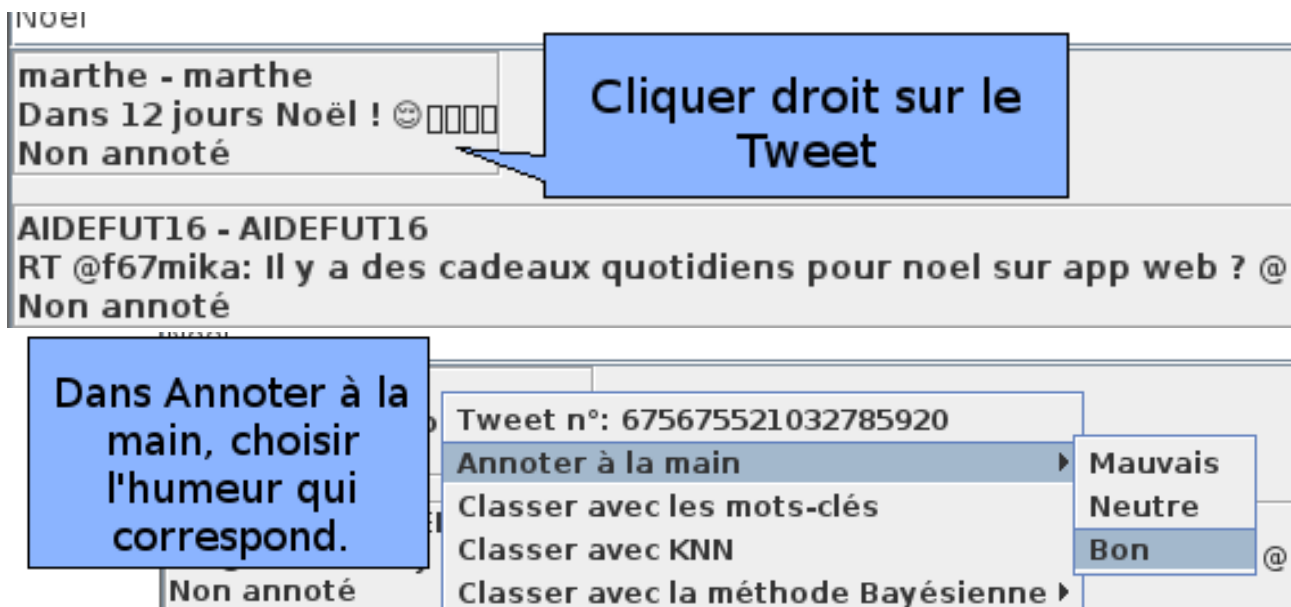 Noël
marthe - marthe
Dans 12 jours Noël ! 😌
Non annoté
Cliquer droit sur le
Tweet
AIDEFUT16 - AIDEFUT16
RT @f67mika: Il y a des cadeaux quotidiens pour noel sur app web ? @
Non annoté
Dans Annoter à la
main, choisir
l'humeur qui
correspond.
Tweet n°: 675675521032785920
Annoter à la main
Classer avec les mots-clés
Classer avec KNN
Classer avec la méthode Bayésienne
Mauvais
Neutre
Bon
@
Non annoté